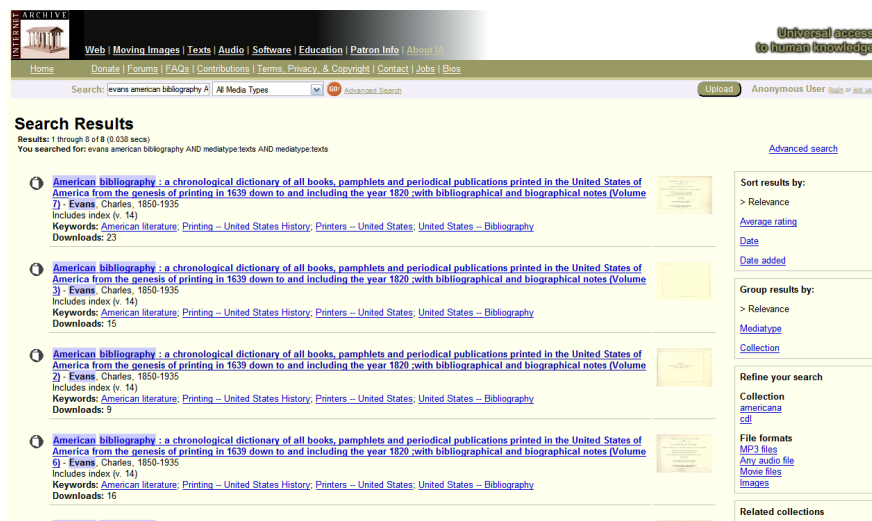 INTERNET ARCHIVE
Web | Moving Images | Texts | Audio | Software | Education | Patron Info | About IA
Universal access
to human knowledge
Home Donate | Forums | FAQs | Contributions | Terms, Privacy, & Copyright | Contact | Jobs | Bios
Search: evans american bibliography A All Media Types GO! Advanced Search Upload Anonymous User (login or join us
Search Results
Results: 1 through 8 of 8 (0.038 secs)
You searched for: evans american bibliography AND mediatype:texts AND mediatype:texts
Advanced search
American bibliography : a chronological dictionary of all books, pamphlets and periodical publications printed in the United States of
America from the genesis of printing in 1639 down to and including the year 1820 ;with bibliographical and biographical notes (Volume
7) - Evans, Charles, 1850-1935
Includes index (v. 14)
Keywords: American literature; Printing -- United States History; Printers -- United States; United States -- Bibliography
Downloads: 23
American bibliography : a chronological dictionary of all books, pamphlets and periodical publications printed in the United States of
America from the genesis of printing in 1639 down to and including the year 1820 ;with bibliographical and biographical notes (Volume
3) - Evans, Charles, 1850-1935
Includes index (v. 14)
Keywords: American literature; Printing -- United States History; Printers -- United States; United States -- Bibliography
Downloads: 15
American bibliography : a chronological dictionary of all books, pamphlets and periodical publications printed in the United States of
America from the genesis of printing in 1639 down to and including the year 1820 ;with bibliographical and biographical notes (Volume
2) - Evans, Charles, 1850-1935
Includes index (v. 14)
Keywords: American literature; Printing -- United States History; Printers -- United States; United States -- Bibliography
Downloads: 9
American bibliography : a chronological dictionary of all books, pamphlets and periodical publications printed in the United States of
America from the genesis of printing in 1639 down to and including the year 1820 ;with bibliographical and biographical notes (Volume
6) - Evans, Charles, 1850-1935
Includes index (v. 14)
Keywords: American literature; Printing -- United States History; Printers -- United States; United States -- Bibliography
Downloads: 16
Sort results by:
> Relevance
Average rating
Date
Date added
Group results by:
> Relevance
Mediatype
Collection
Refine your search
Collection
americana
cdl
File formats
MP3 files
Any audio file
Movie files
Images
Related collections